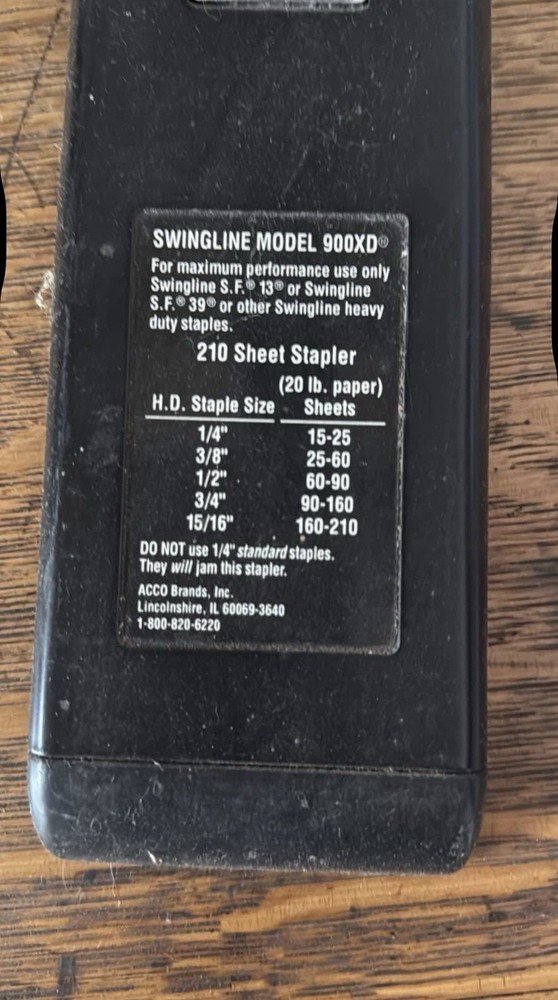 SWINGLINE MODEL 900XD®
For maximum performance use only
Swingline S.F.® 13® or Swingline
S.F.® 39® or other Swingline heavy
duty staples.
210 Sheet Stapler
(20 lb. paper)
H.D. Staple Size Sheets
1/4" 15-25
3/8" 25-60
1/2" 60-90
3/4" 90-160
15/16" 160-210
DO NOT use 1/4" standard staples.
They will jam this stapler.
ACCO Brands, Inc.
Lincolnshire, IL 60069-3640
1-800-820-6220